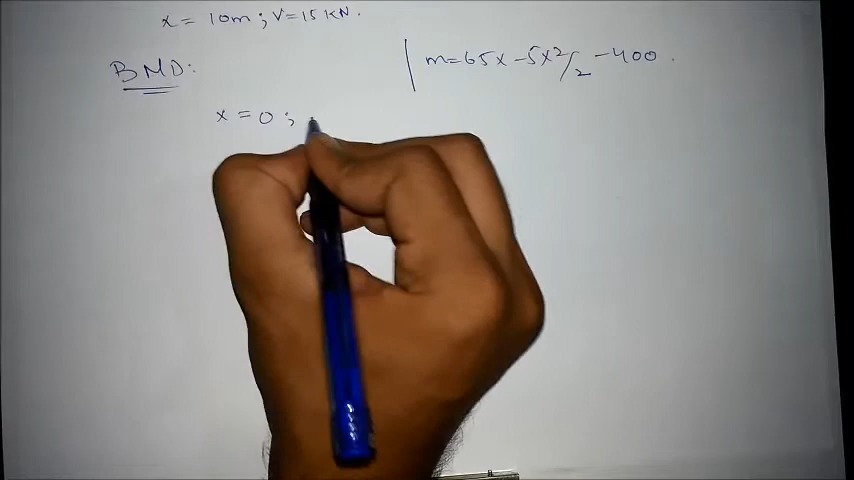 x = 10m ; V = 15 KN.
BMD:
m = 65x - 5x²/2 - 400.
x = 0 ;